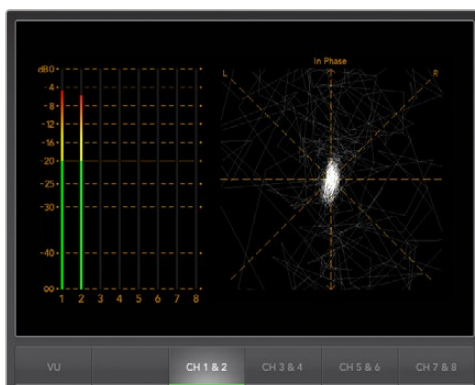 dB0
In Phase
L
R
-4
-8
-12
-16
-20
-25
-30
-40
∞
1 2 3 4 5 6 7 8
VU
CH 1 & 2
CH 3 & 4
CH 5 & 6
CH 7 & 8